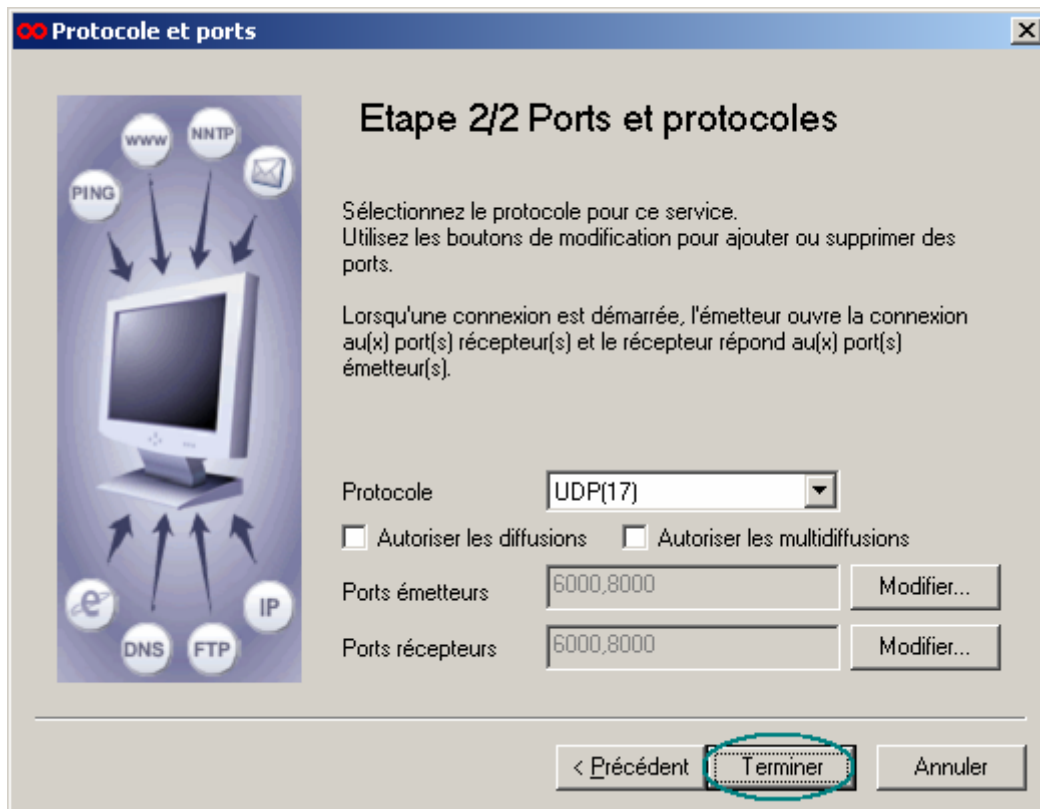 Protocole et ports
Etape 2/2 Ports et protocoles
www
NNTP
PING
Sélectionnez le protocole pour ce service.
Utilisez les boutons de modification pour ajouter ou supprimer des
ports.
Lorsqu'une connexion est démarrée, l'émetteur ouvre la connexion
au(x) port(s) récepteur(s) et le récepteur répond au(x) port(s)
émetteur(s).
Protocole UDP(17)
Autoriser les diffusions Autoriser les multidiffusions
Ports émetteurs 6000,8000 Modifier...
Ports récepteurs 6000,8000 Modifier...
e
IP
DNS
FTP
< Précédent Terminer Annuler